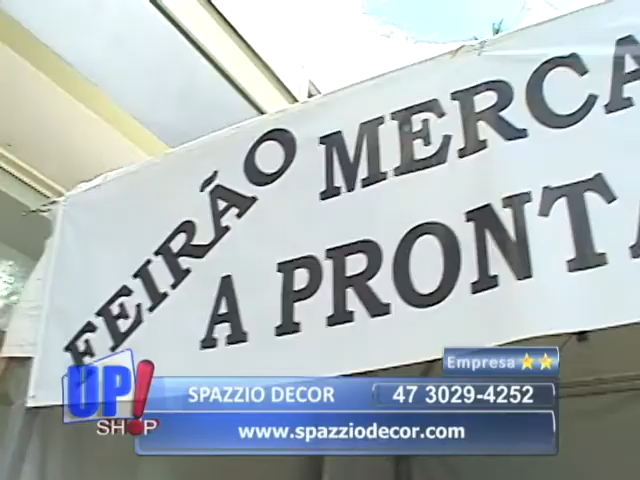 FEIRÃO MERCA
A PRONTA
Empresa
UP! SHOP
SPAZZIO DECOR 47 3029-4252
www.spazziodecor.com